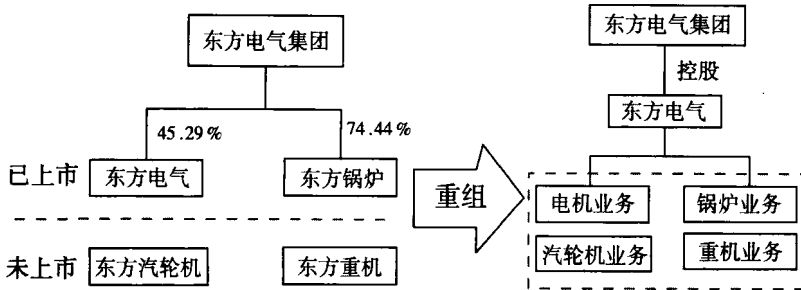 东方电气集团
45.29%
74.44%
已上市
东方电气
东方锅炉
未上市
东方汽轮机
东方重机
重组
东方电气集团
控股
东方电气
电机业务
锅炉业务
汽轮机业务
重机业务